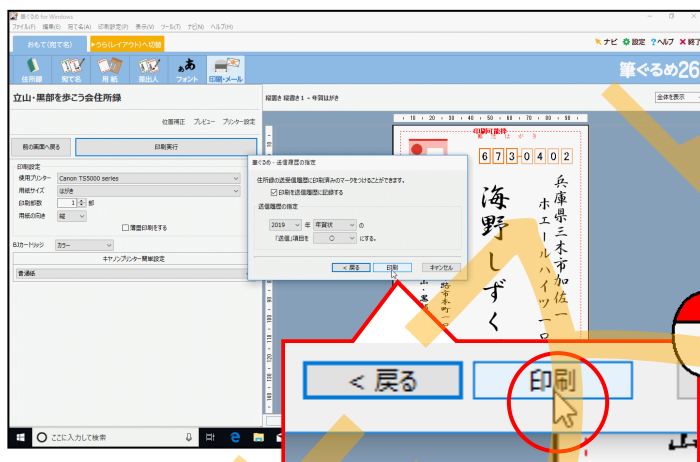 筆ぐるめ for Windows
ファイル(F) 編集(E) 宛て名(A) 印刷設定(P) 表示(V) ツール(T) ナビ(N) ヘルプ(H)
おもて(宛て名) ▶うら(レイアウト)へ切替
ナビ 設定 ?ヘルプ ×終了
住所録 宛て名 用紙 差出人 フォント 印刷・メール
筆ぐるめ26
立山・黒部を歩こう会住所録
縦置き 縦書き1 - 年賀はがき
全体を表示
位置補正 プレビュー プリンター設定
前の画面へ戻る 印刷実行
印刷設定
使用プリンター Canon TS5000 series
用紙サイズ はがき
印刷部数 1 部
用紙の向き 縦
薄墨印刷をする
BJカートリッジ カラー
キヤノンプリンター簡単設定
普通紙
筆ぐるめ - 送信履歴の指定
住所録の送受信履歴に印刷済みのマークをつけることができます。
印刷を送信履歴に記録する
送信履歴の指定
2019 年 年賀状 の
「送信」項目を ○ にする。
< 戻る 印刷 キャンセル
印刷可能枠
郵便はがき
673-0402
兵庫県三木市加佐一
ホエールハイツ一
海野しずく
< 戻る 印刷
ここに入力して検索